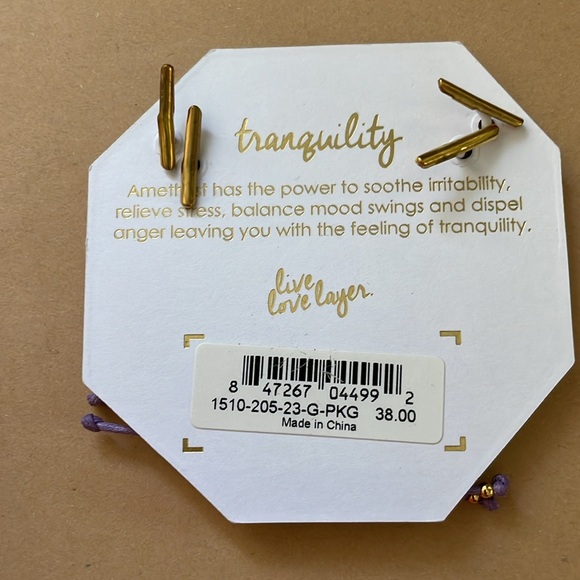 tranquility
Amethyst has the power to soothe irritability,
relieve stress, balance mood swings and dispel
anger leaving you with the feeling of tranquility.
live
love layer.
8 47267 04499 2
1510-205-23-G-PKG 38.00
Made in China